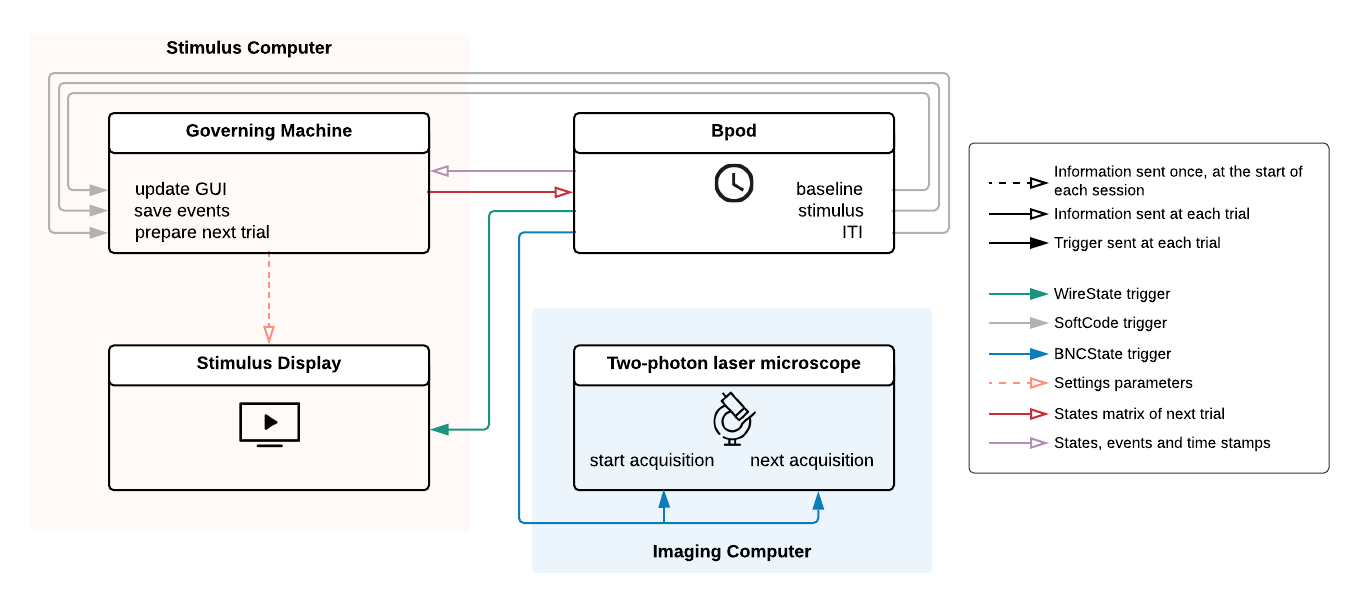 Stimulus Computer
Governing Machine
update GUI
save events
prepare next trial
Bpod
baseline
stimulus
ITI
Stimulus Display
Two-photon laser microscope
start acquisition
next acquisition
Imaging Computer
Information sent once, at the start of
each session
Information sent at each trial
Trigger sent at each trial
WireState trigger
SoftCode trigger
BNCState trigger
Settings parameters
States matrix of next trial
States, events and time stamps